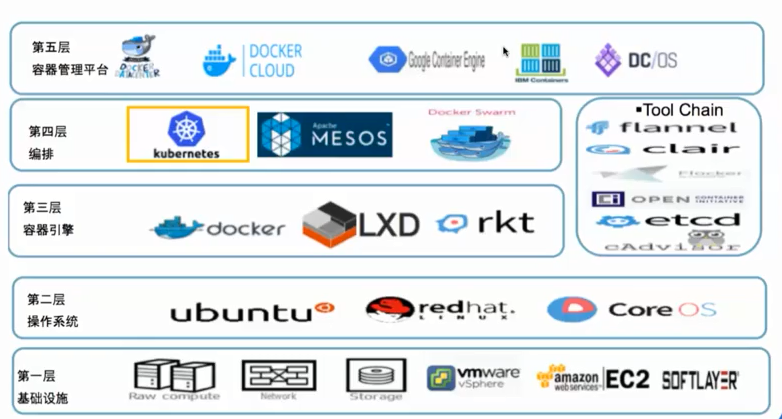 第五层
容器管理平台
DOCKER
DATACENTER
DOCKER
CLOUD
Google Container Engine
IBM Containers
DC/OS
第四层
编排
kubernetes
Apache
MESOS
Docker Swarm
▪Tool Chain
flannel
clair
Flocker
OPEN CONTAINER
INITIATIVE
etcd
cAdvisor
第三层
容器引擎
docker
LXD
rkt
第二层
操作系统
ubuntu
redhat.
LINUX
Core OS
第一层
基础设施
Raw compute
Network
Storage
vmware
vSphere
amazon
webservices
EC2
SOFTLAYER